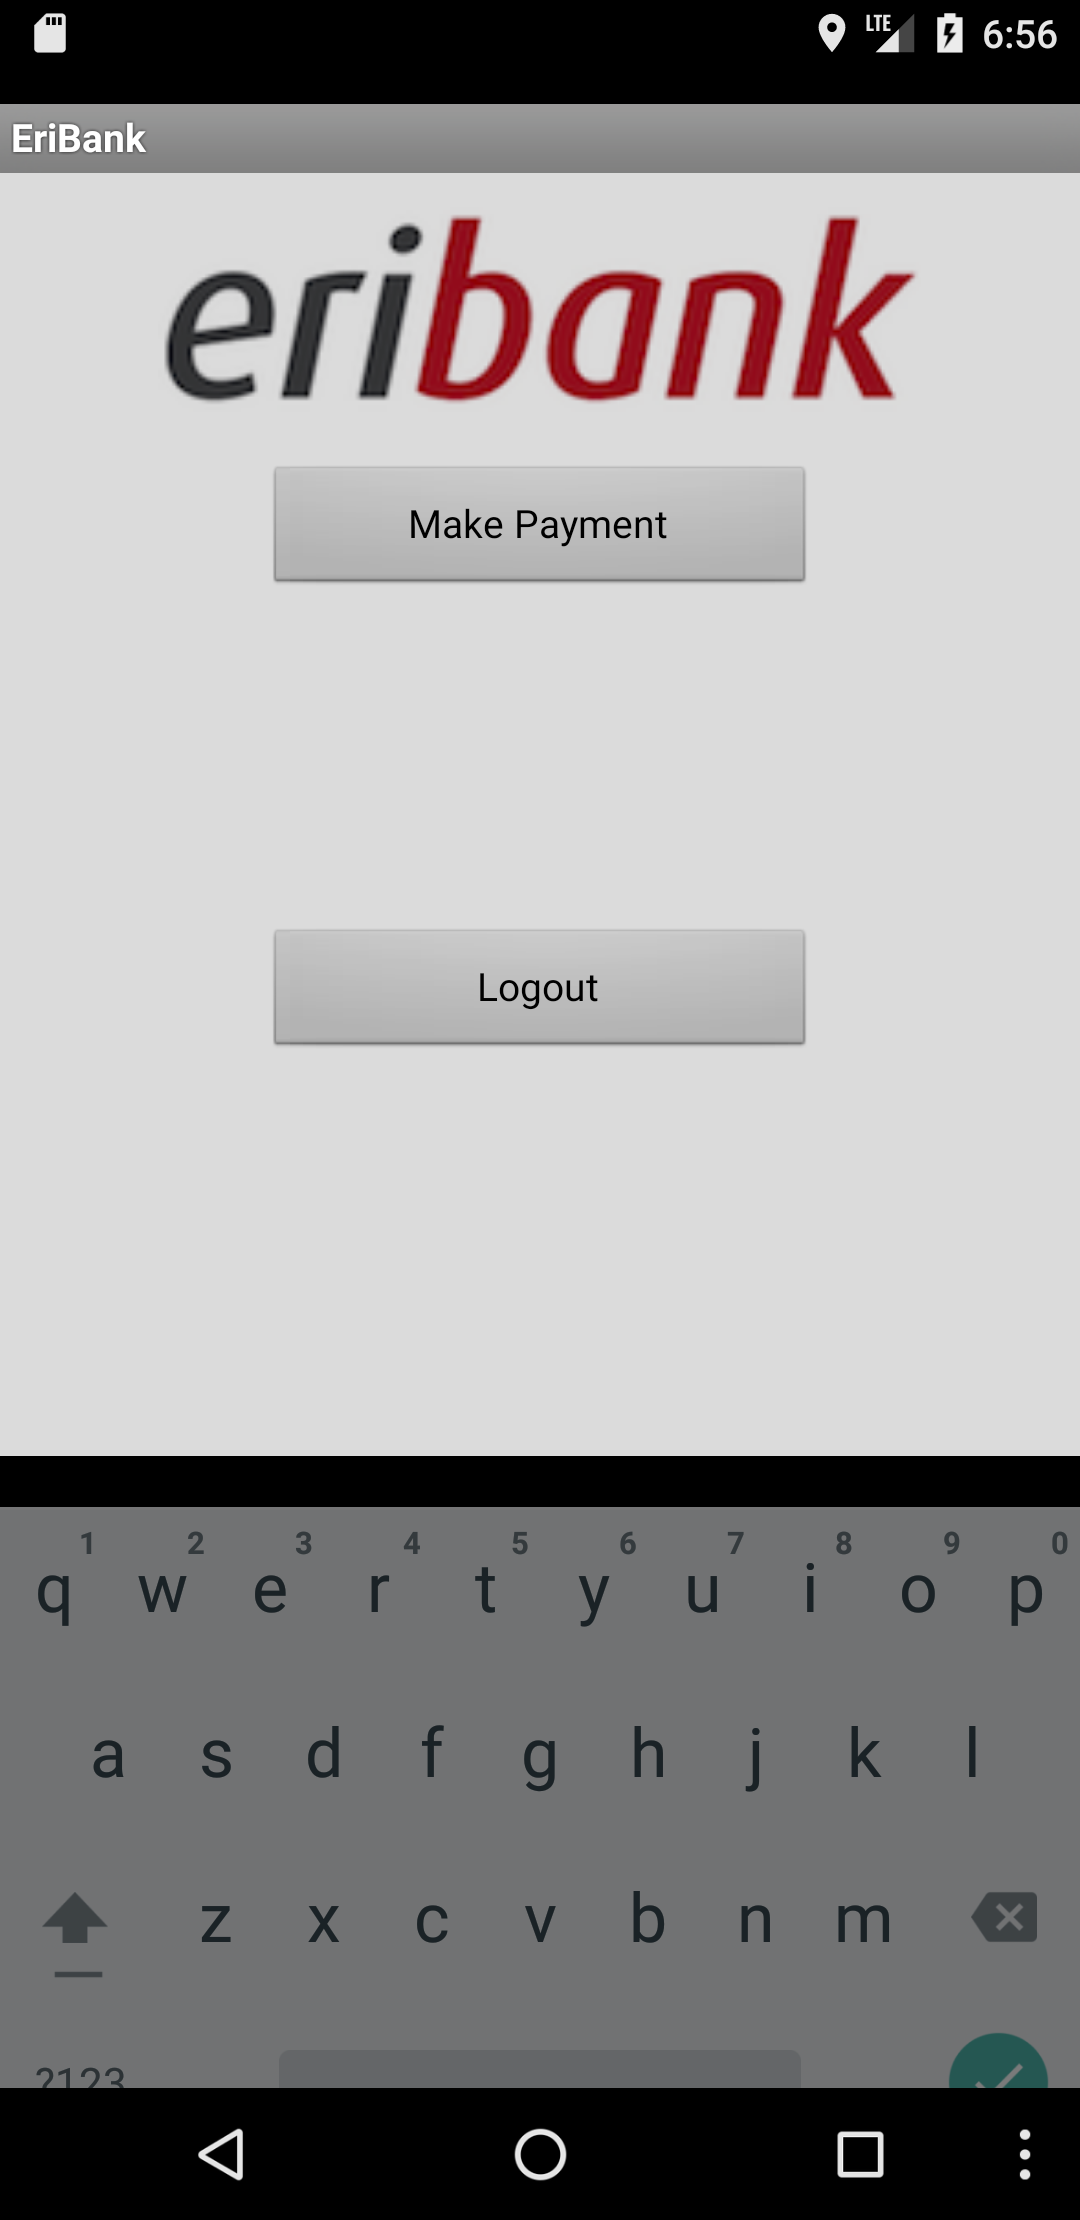 LTE 6:56
EriBank
eribank
Make Payment
Logout
1 2 3 4 5 6 7 8 9 0
q w e r t y u i o p
a s d f g h j k l
z x c v b n m
?123